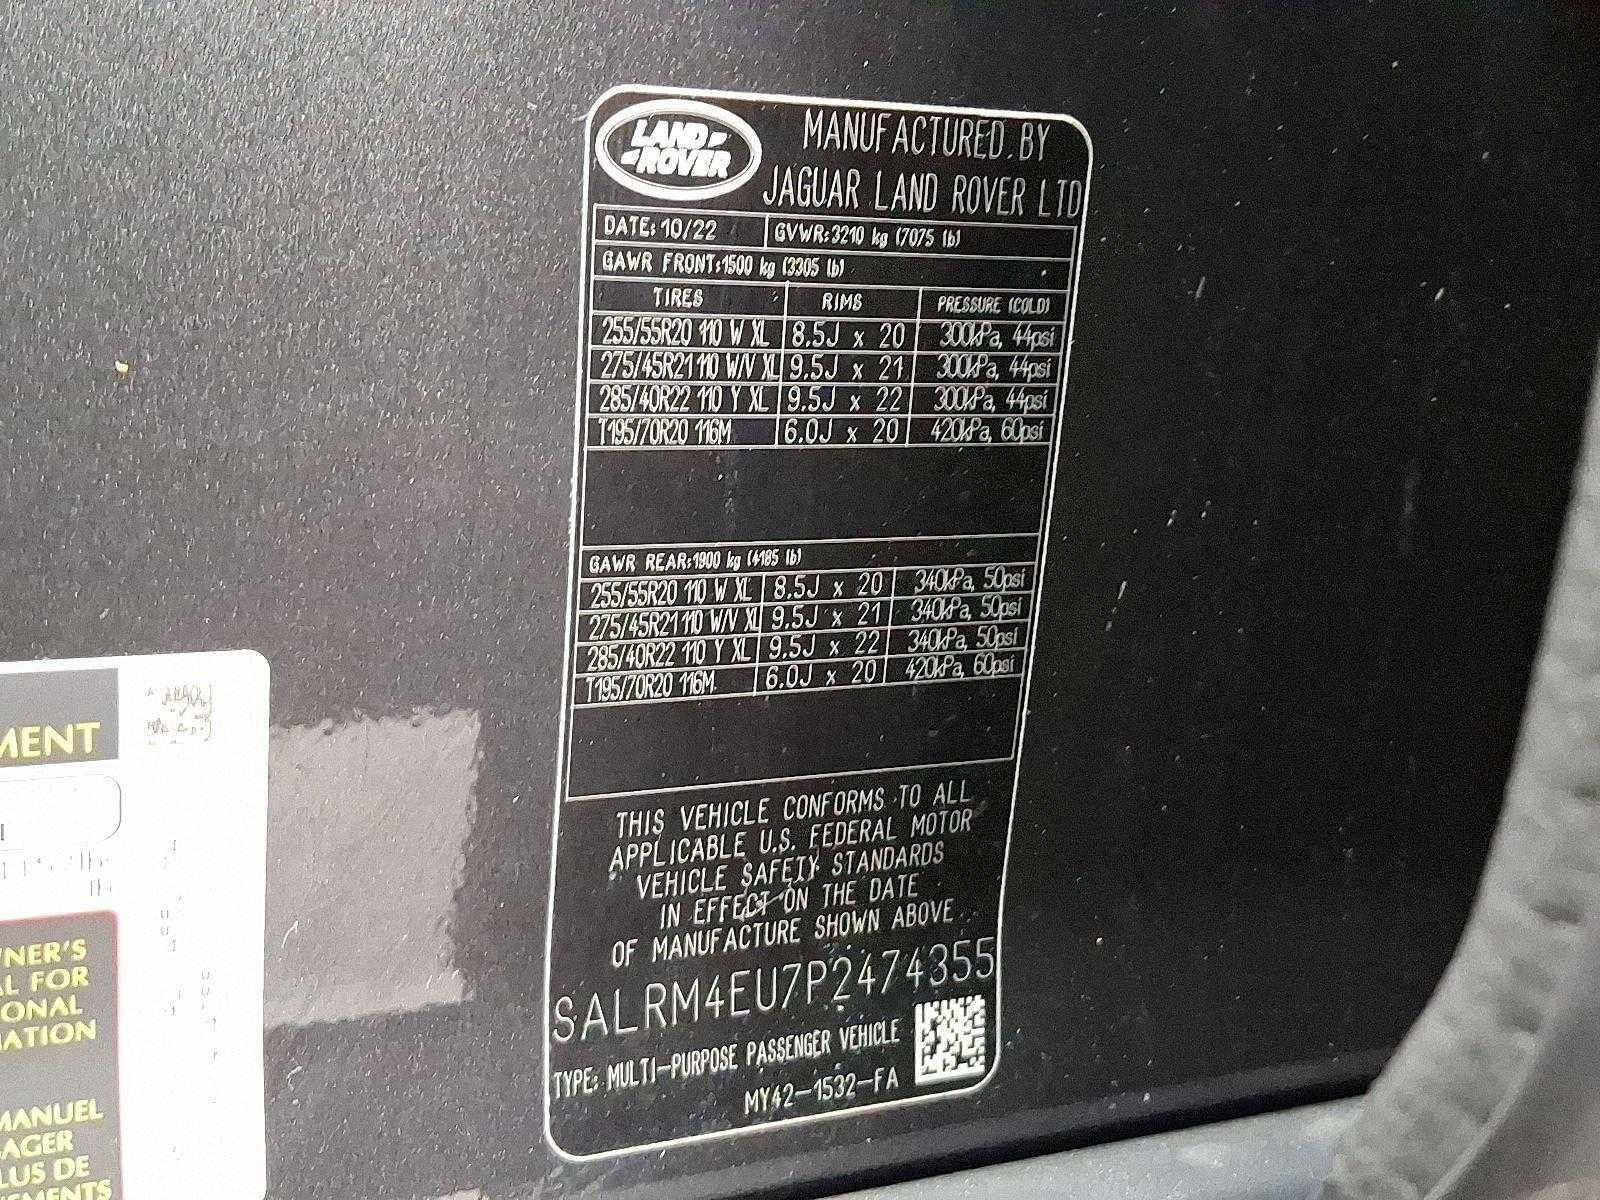 LAND
ROVER
MANUFACTURED BY
JAGUAR LAND ROVER LTD
DATE: 10/22 GVWR: 3210 kg (7075 lb)
GAWR FRONT: 1500 kg (3305 lb)
TIRES RIMS PRESSURE (COLD)
255/55R20 110 W XL 8.5J x 20 300kPa, 44psi
275/45R21 110 W/V XL 9.5J x 21 300kPa, 44psi
285/40R22 110 Y XL 9.5J x 22 300kPa, 44psi
T195/70R20 116M 6.0J x 20 420kPa, 60psi
GAWR REAR: 1900 kg (4185 lb)
255/55R20 110 W XL 8.5J x 20 340kPa, 50psi
275/45R21 110 W/V XL 9.5J x 21 340kPa, 50psi
285/40R22 110 Y XL 9.5J x 22 340kPa, 50psi
T195/70R20 116M 6.0J x 20 420kPa, 60psi
THIS VEHICLE CONFORMS TO ALL
APPLICABLE U.S. FEDERAL MOTOR
VEHICLE SAFETY STANDARDS
IN EFFECT ON THE DATE
OF MANUFACTURE SHOWN ABOVE
SALRM4EU7P2474355
TYPE: MULTI-PURPOSE PASSENGER VEHICLE
MY42-1532-FA
MENT
WNER'S
AL FOR
IONAL
MATION
MANUEL
AGER
LUS DE
NEMENTS